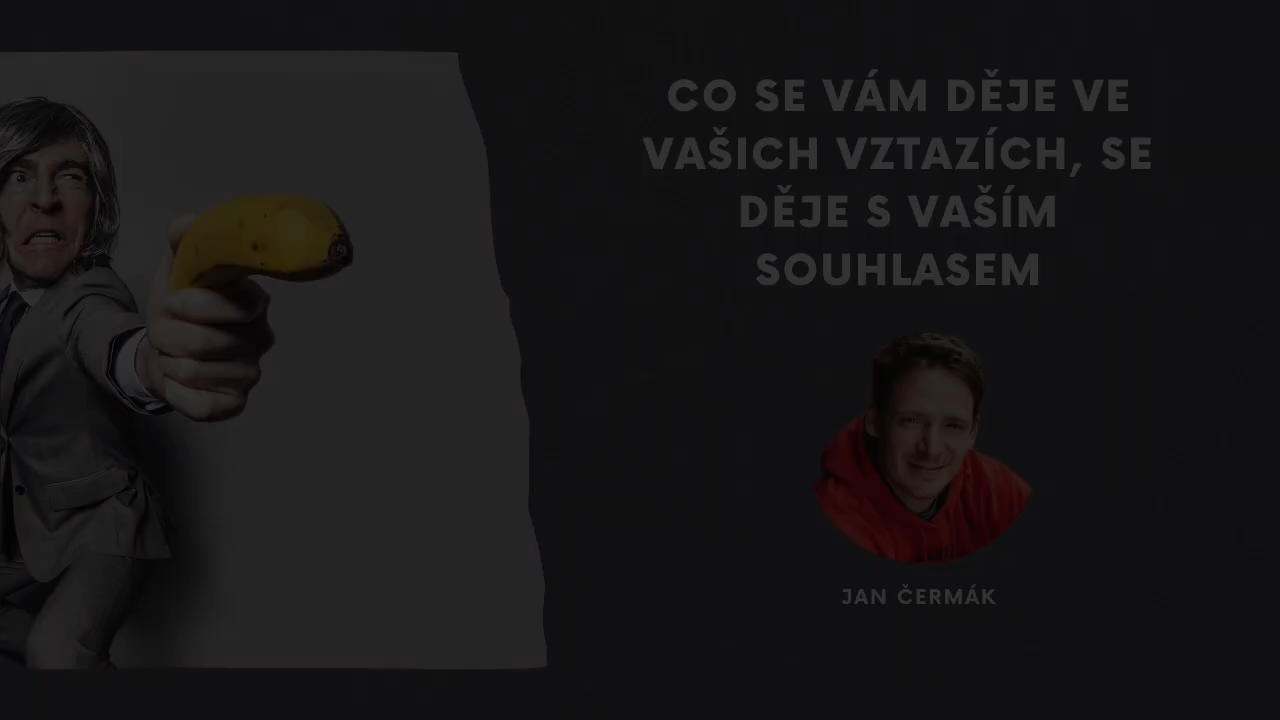 CO SE VÁM DĚJE VE
VAŠICH VZTAZÍCH, SE
DĚJE S VAŠÍM
SOUHLASEM
JAN ČERMÁK